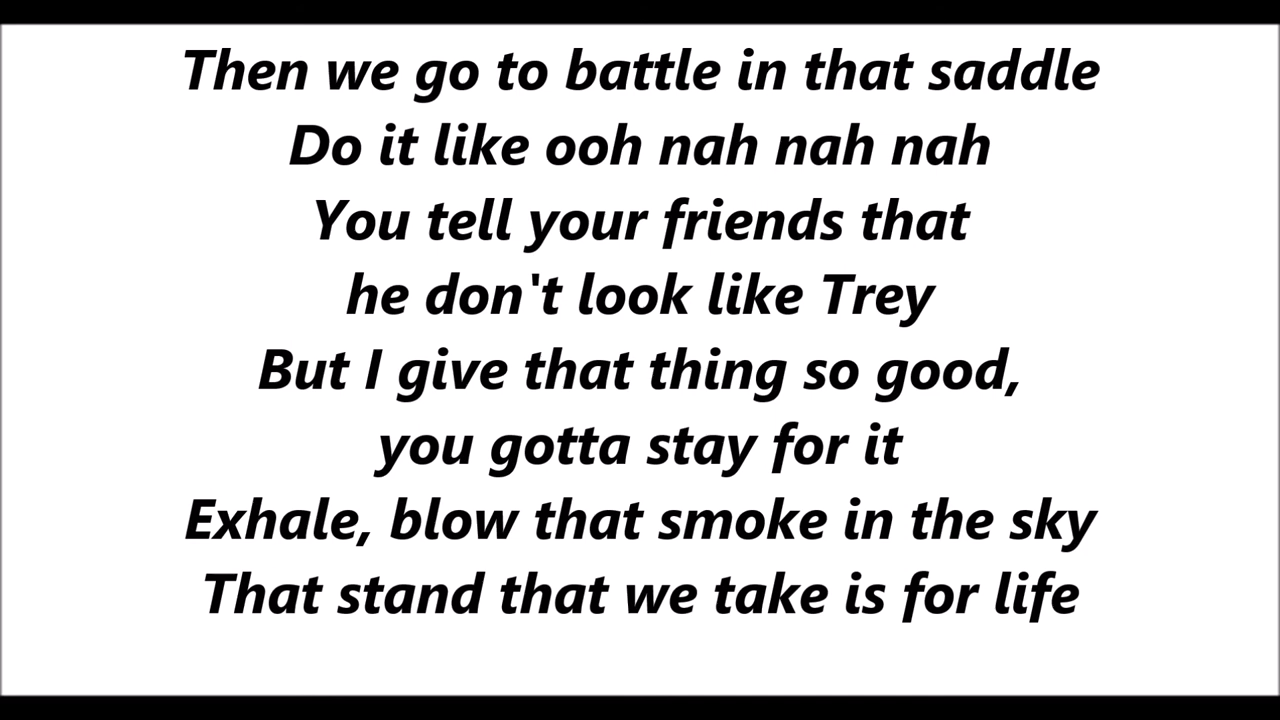 Then we go to battle in that saddle
Do it like ooh nah nah nah
You tell your friends that
he don't look like Trey
But I give that thing so good,
you gotta stay for it
Exhale, blow that smoke in the sky
That stand that we take is for life